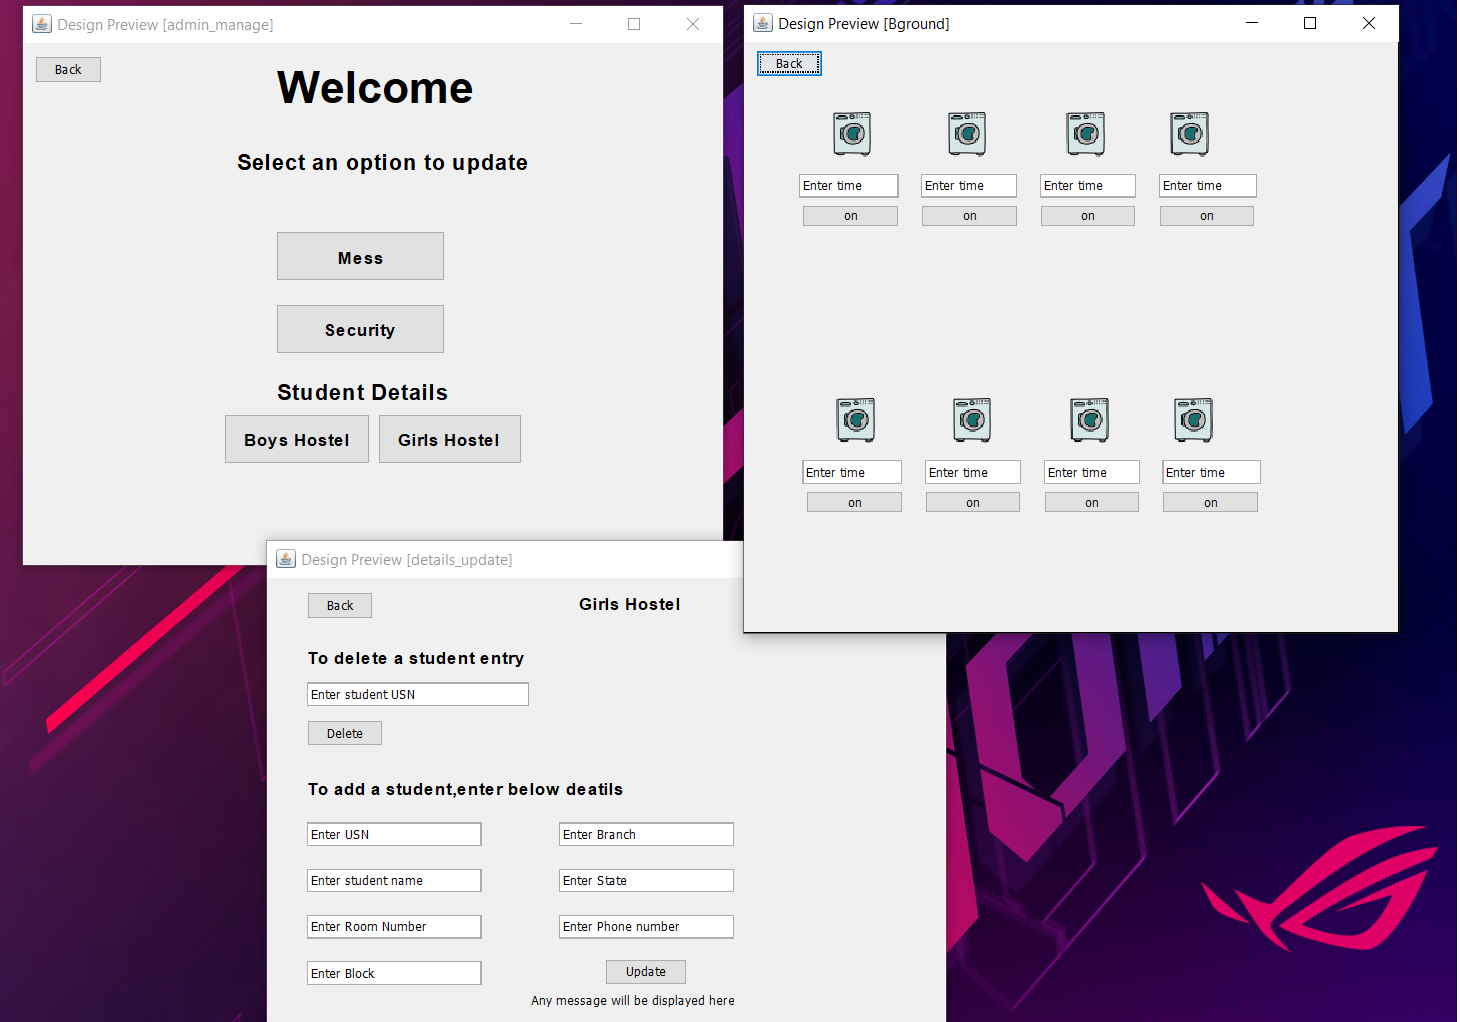 Design Preview [admin_manage]
Back
Welcome
Select an option to update
Mess
Security
Student Details
Boys Hostel Girls Hostel
Design Preview [Bground]
Back
Enter time Enter time Enter time Enter time
on on on on
Enter time Enter time Enter time Enter time
on on on on
Design Preview [details_update]
Back
Girls Hostel
To delete a student entry
Enter student USN
Delete
To add a student,enter below deatils
Enter USN Enter Branch
Enter student name Enter State
Enter Room Number Enter Phone number
Enter Block Update
Any message will be displayed here